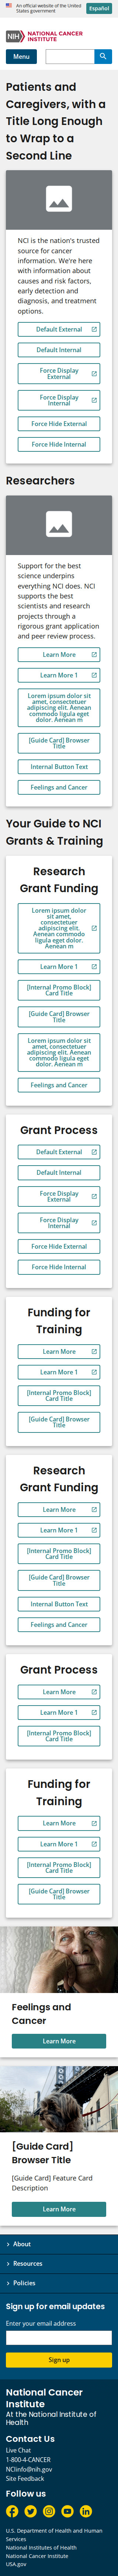 An official website of the United
States government
Español
NIH
NATIONAL CANCER
INSTITUTE
Menu
Patients and
Caregivers, with a
Title Long Enough
to Wrap to a
Second Line
NCI is the nation's trusted
source for cancer
information. We're here
with information about
causes and risk factors,
early detection and
diagnosis, and treatment
options.
Default External
Default Internal
Force Display
External
Force Display
Internal
Force Hide External
Force Hide Internal
Researchers
Support for the best
science underpins
everything NCI does. NCI
supports the best
scientists and research
projects through a
rigorous grant application
and peer review process.
Learn More
Learn More 1
Lorem ipsum dolor sit
amet, consectetuer
adipiscing elit. Aenean
commodo ligula eget
dolor. Aenean m
[Guide Card] Browser
Title
Internal Button Text
Feelings and Cancer
Your Guide to NCI
Grants & Training
Research
Grant Funding
Lorem ipsum dolor
sit amet,
consectetuer
adipiscing elit.
Aenean commodo
ligula eget dolor.
Aenean m
Learn More 1
[Internal Promo Block]
Card Title
[Guide Card] Browser
Title
Lorem ipsum dolor sit
amet, consectetuer
adipiscing elit. Aenean
commodo ligula eget
dolor. Aenean m
Feelings and Cancer
Grant Process
Default External
Default Internal
Force Display
External
Force Display
Internal
Force Hide External
Force Hide Internal
Funding for
Training
Learn More
Learn More 1
[Internal Promo Block]
Card Title
[Guide Card] Browser
Title
Research
Grant Funding
Learn More
Learn More 1
[Internal Promo Block]
Card Title
[Guide Card] Browser
Title
Internal Button Text
Feelings and Cancer
Grant Process
Learn More
Learn More 1
[Internal Promo Block]
Card Title
Funding for
Training
Learn More
Learn More 1
[Internal Promo Block]
Card Title
[Guide Card] Browser
Title
Feelings and
Cancer
Learn More
[Guide Card]
Browser Title
[Guide Card] Feature Card
Description
Learn More
About
Resources
Policies
Sign up for email updates
Enter your email address
Sign up
National Cancer
Institute
At the National Institute of
Health
Contact Us
Live Chat
1-800-4-CANCER
NCIinfo@nih.gov
Site Feedback
Follow us
U.S. Department of Health and Human
Services
National Institutes of Health
National Cancer Institute
USA.gov